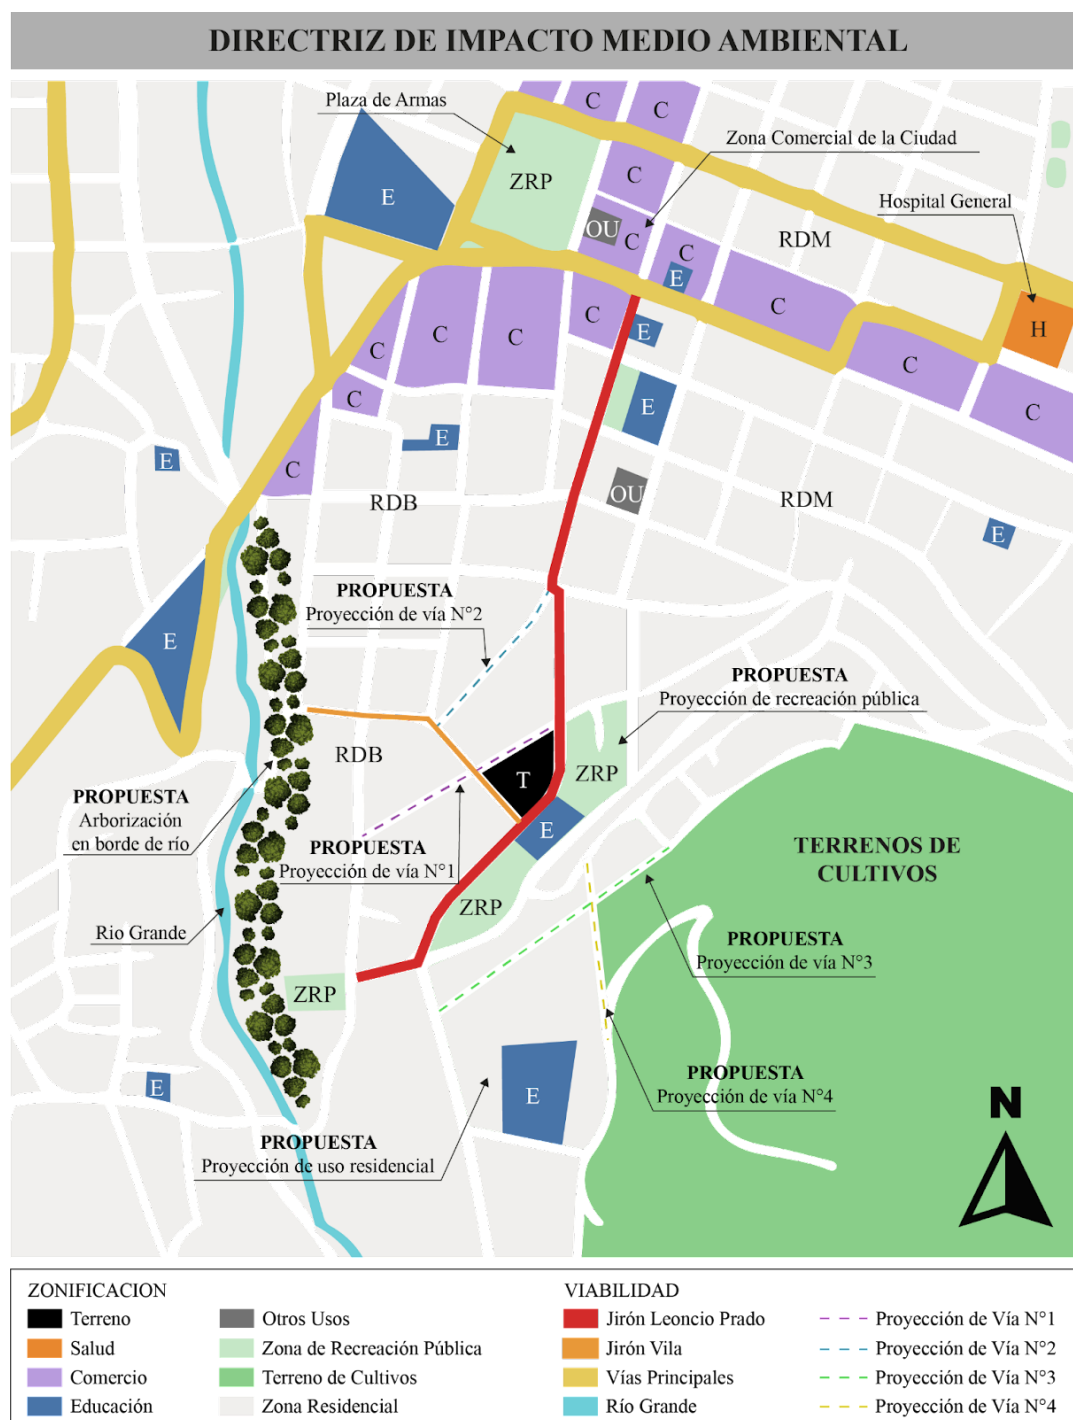 DIRECTRIZ DE IMPACTO MEDIO AMBIENTAL
Plaza de Armas
C
C
Zona Comercial de la Ciudad
ZRP
C
E
Hospital General
OU
C
RDM
C
E
C
H
C
C
C
C
E
C
C
C
E
C
E
C
E
RDB
OU
RDM
E
PROPUESTA
Proyección de vía N°2
E
PROPUESTA
Proyección de recreación pública
RDB
T
ZRP
PROPUESTA
Arborización
en borde de río
E
PROPUESTA
Proyección de vía N°1
TERRENOS DE
CULTIVOS
ZRP
Rio Grande
PROPUESTA
Proyección de vía N°3
ZRP
PROPUESTA
Proyección de vía N°4
E
E
N
PROPUESTA
Proyección de uso residencial
ZONIFICACION
Terreno
Salud
Comercio
Educación
Otros Usos
Zona de Recreación Pública
Terreno de Cultivos
Zona Residencial
VIABILIDAD
Jirón Leoncio Prado
Jirón Vila
Vías Principales
Río Grande
Proyección de Vía N°1
Proyección de Vía N°2
Proyección de Vía N°3
Proyección de Vía N°4